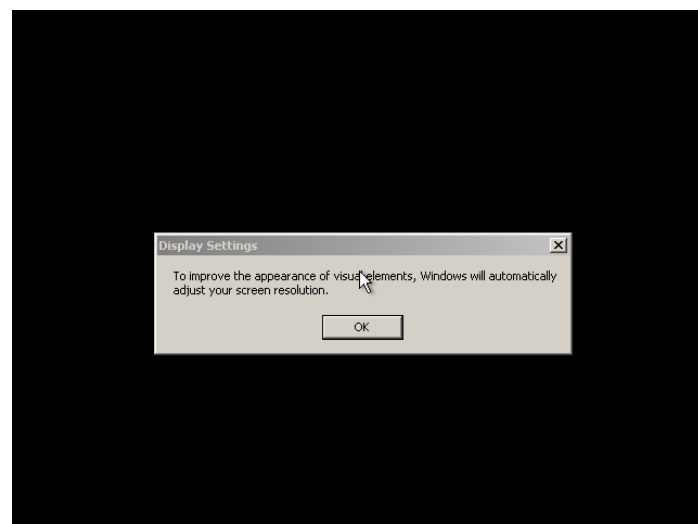 Display Settings
To improve the appearance of visual elements, Windows will automatically
adjust your screen resolution.
OK